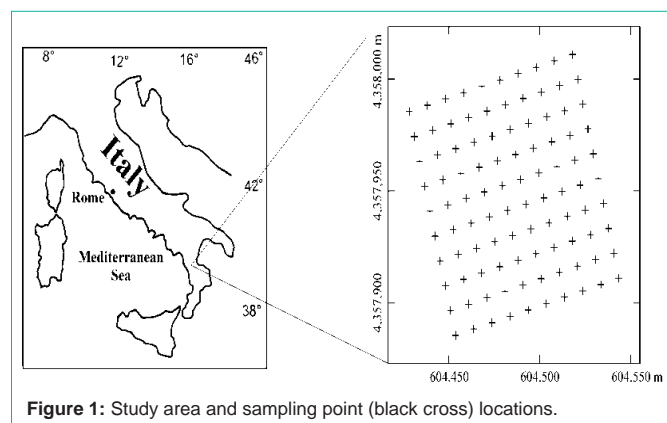 8°
12°
16°
46°
Italy
42°
Rome
Mediterranean
Sea
38°
4.358,000 m
4.357,950
4.357,900
604.450
604.500
604.550 m
Figure 1: Study area and sampling point (black cross) locations.